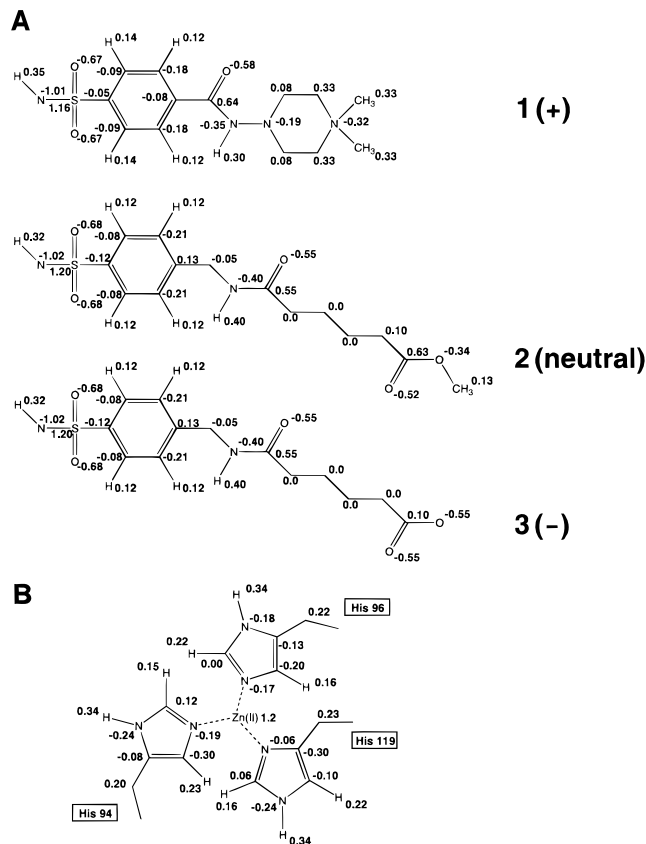 A
0.14 0.12
H H
0.35 O -0.67 -0.09 -0.18 O -0.58 0.08 0.33 CH3 0.33
H -1.01 -0.05 -0.08 0.64
N S 1.16 -0.35 N N -0.19 N -0.32 1 (+)
O -0.67 -0.09 -0.18 H 0.30 0.08 0.33 CH3 0.33
H H
0.14 0.12
0.12 0.12
H H
0.32 O -0.68 -0.08 -0.21 O -0.55
H -1.02 -0.12 0.13 -0.05 -0.40
N S 1.20 N 0.55 0.0
O -0.68 -0.08 -0.21 H 0.40 0.0 0.10
H H 0.0 0.63 O -0.34
0.12 0.12 O -0.52 CH3 0.13
2 (neutral)
0.12 0.12
H H
0.32 O -0.68 -0.08 -0.21 O -0.55
H -1.02 -0.12 0.13 -0.05 -0.40
N S 1.20 N 0.55 0.0
O -0.68 -0.08 -0.21 H 0.40 0.0 0.0
H H 0.0 0.10 O -0.55
0.12 0.12 O -0.55
3 (−)
B
0.34
H 0.22 His 96
N -0.18
0.22 H -0.13
0.00 -0.20
0.15 N -0.17 H 0.16
H
0.34 0.12 Zn(II) 1.2 0.23
H N -0.24 N -0.19 N -0.06 His 119
-0.08 -0.30 -0.30
0.20 H 0.06 -0.10
0.23 H 0.16 N -0.24 H 0.22
His 94
H 0.34